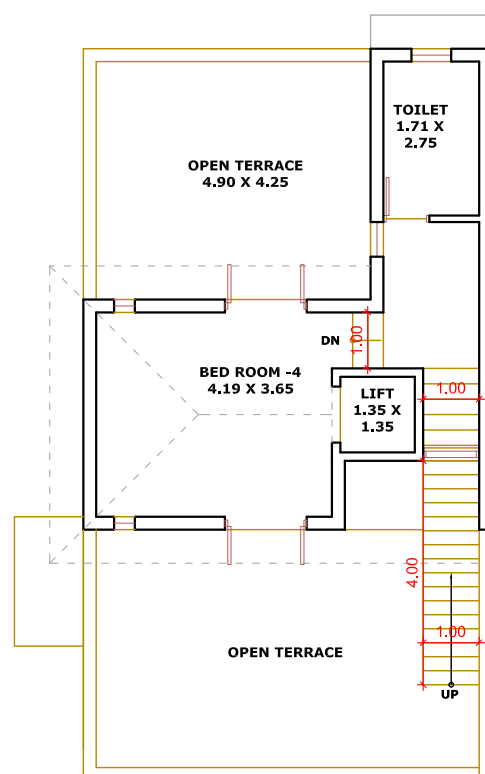 TOILET
1.71 X
2.75
OPEN TERRACE
4.90 X 4.25
DN
1.00
BED ROOM -4
4.19 X 3.65
LIFT
1.35 X
1.35
1.00
4.00
1.00
OPEN TERRACE
UP